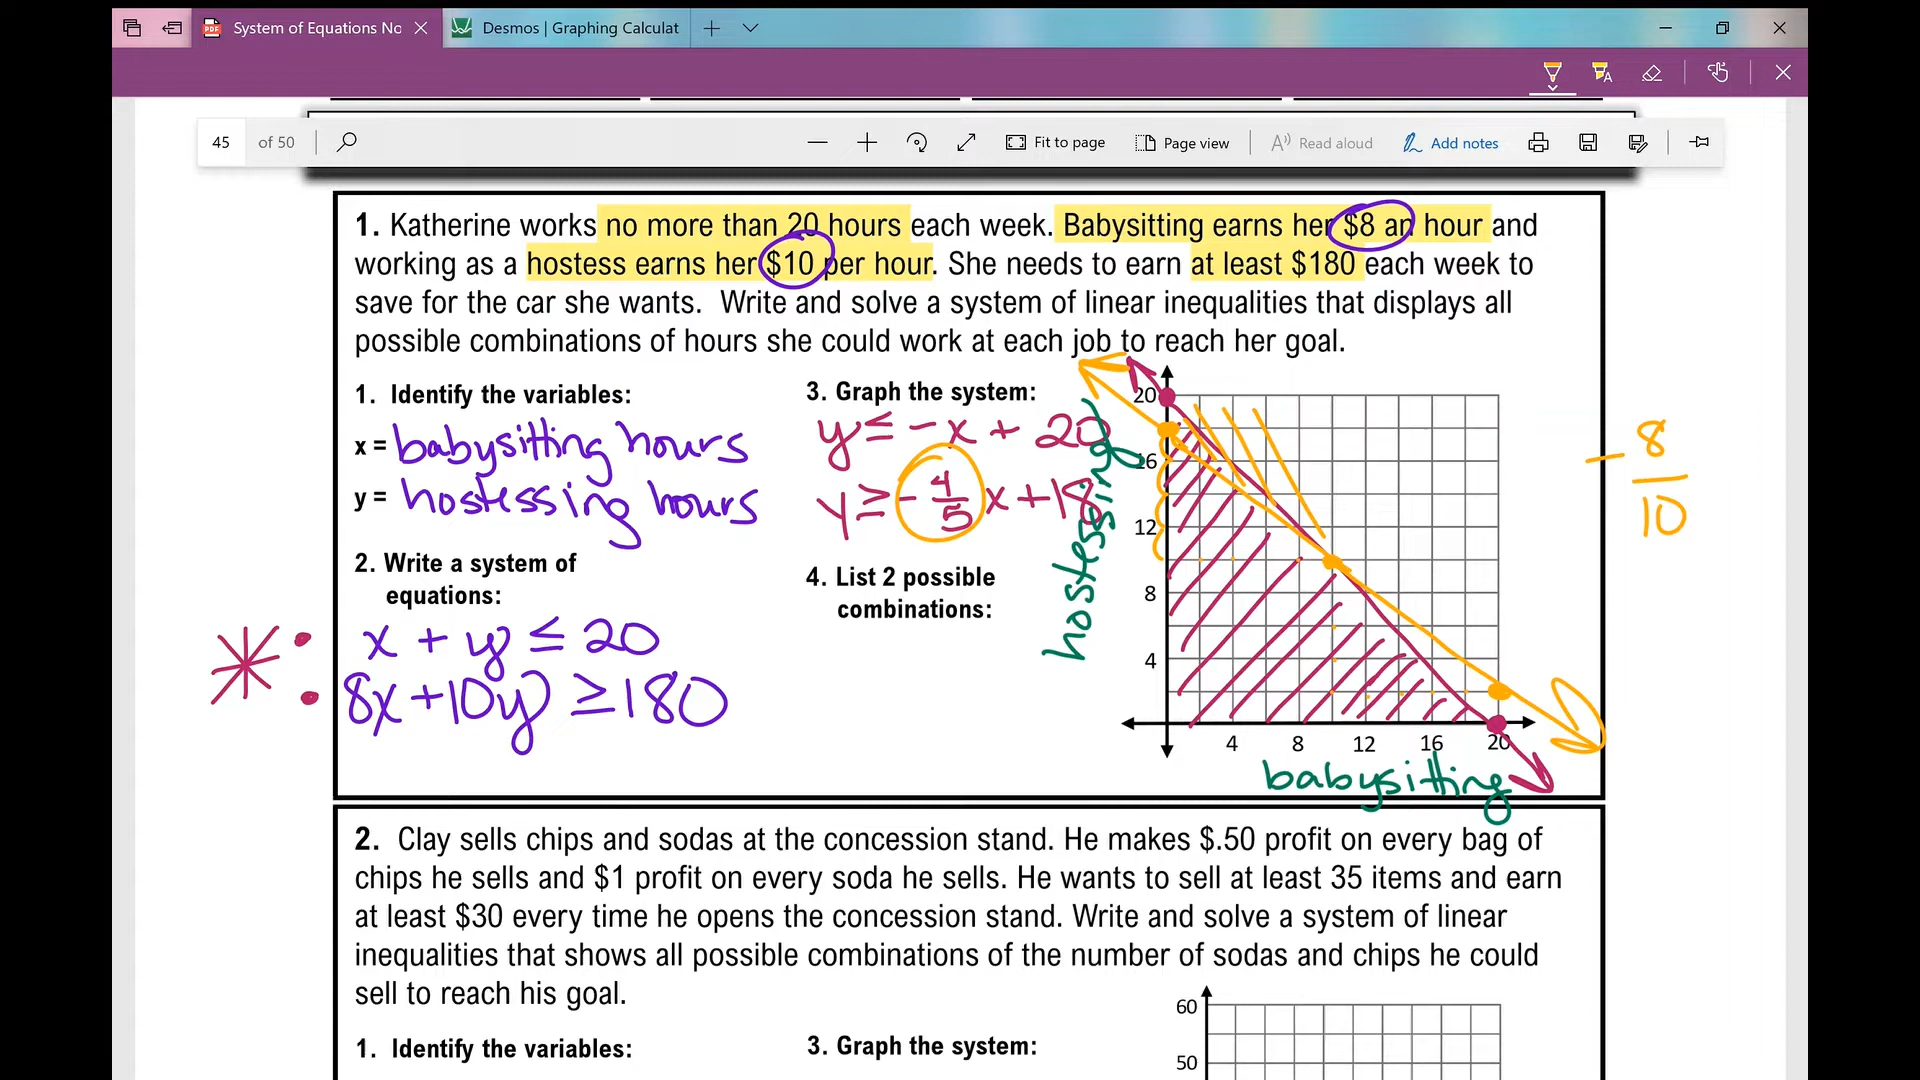 System of Equations No
Desmos | Graphing Calculat
45 of 50
Fit to page
Page view
Read aloud
Add notes
1. Katherine works no more than 20 hours each week. Babysitting earns her $8 an hour and
working as a hostess earns her $10 per hour. She needs to earn at least $180 each week to
save for the car she wants. Write and solve a system of linear inequalities that displays all
possible combinations of hours she could work at each job to reach her goal.
1. Identify the variables:
x = babysitting hours
y = hostessing hours
2. Write a system of
equations:
x + y ≤ 20
8x + 10y ≥ 180
3. Graph the system:
y ≤ -x + 20
y ≥ -4/5 x + 18
4. List 2 possible
combinations:
hostessing
20
16
12
8
4
4 8 12 16 20
babysitting
- 8/10
2. Clay sells chips and sodas at the concession stand. He makes $.50 profit on every bag of
chips he sells and $1 profit on every soda he sells. He wants to sell at least 35 items and earn
at least $30 every time he opens the concession stand. Write and solve a system of linear
inequalities that shows all possible combinations of the number of sodas and chips he could
sell to reach his goal.
1. Identify the variables:
3. Graph the system:
60
50